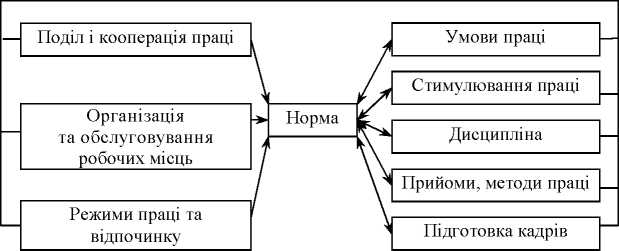 Поділ і кооперація праці
Організація
та обслуговування
робочих місць
Режими праці та
відпочинку
Норма
Умови праці
Стимулювання праці
Дисципліна
Прийоми, методи праці
Підготовка кадрів